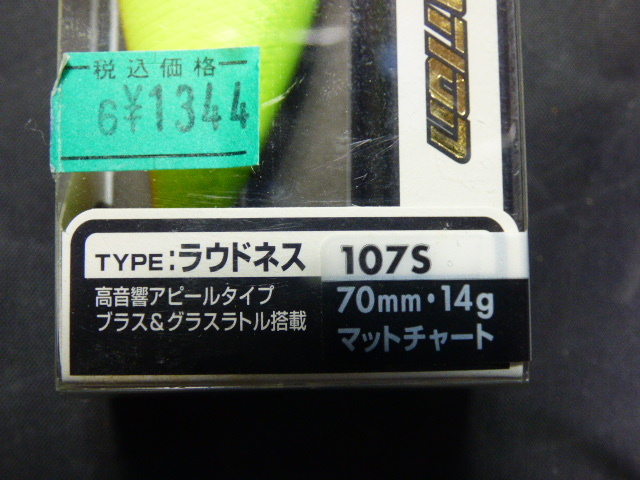 税込価格
6 ¥1344
TYPE:ラウドネス
高音響アピールタイプ
ブラス&グラスラトル搭載
107S
70mm・14g
マットチャート